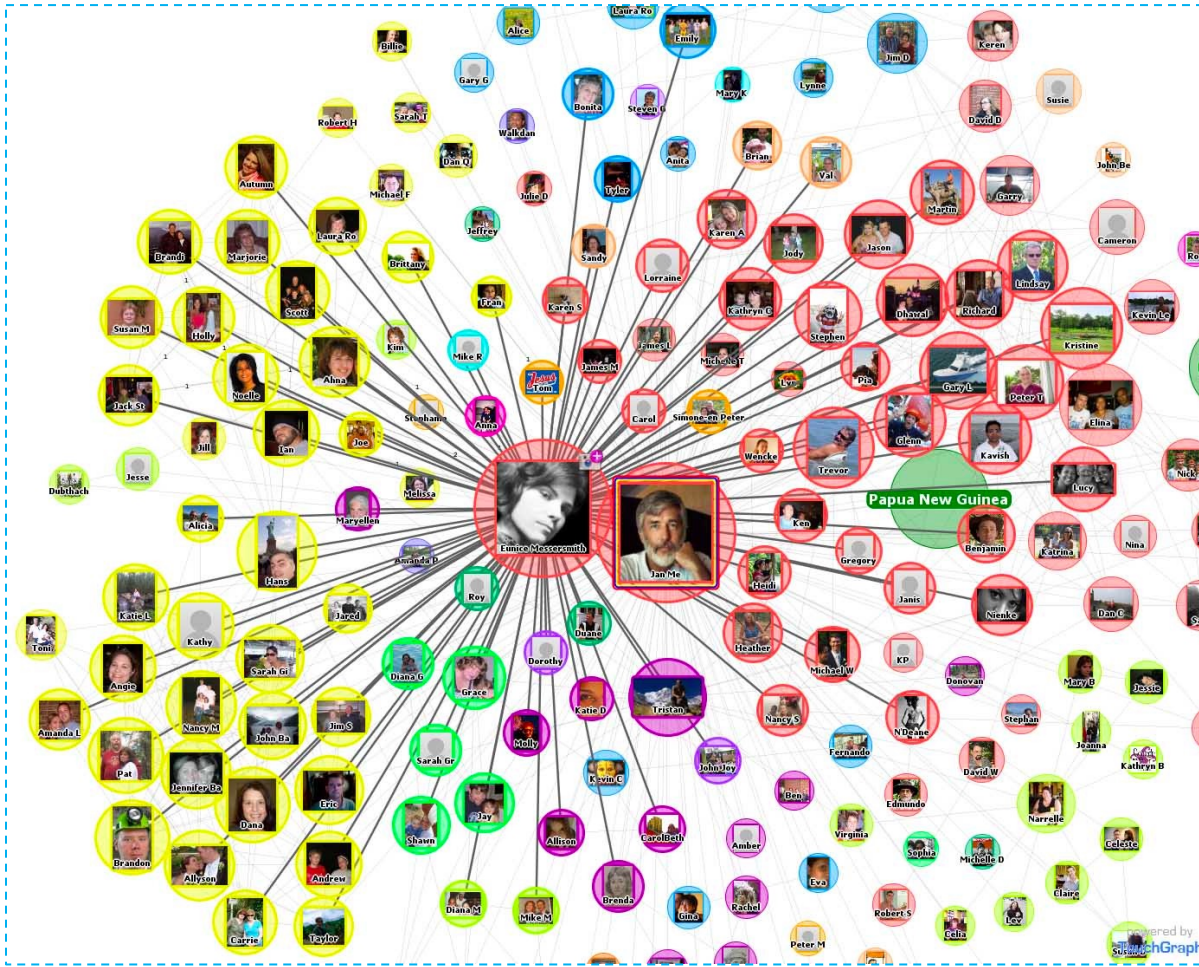 Laura Ro
Alice
Emily
Billie
Jim D
Keren
Gary G
Lynne
Mary K
Bonita
Steven G
Susie
Robert H
Sarah T
David D
Walkdan
Dan Q
Anita
Brian
Val
John Be
Autumn
Michael F
Julie D
Tyler
Garry
Martin
Jeffrey
Karen A
Cameron
Laura Ro
Jason
Brandi
Marjorie
Brittany
Sandy
Jody
Lorraine
Lindsay
Scott
Fran
Karen S
Kathryn C
Dhawal
Richard
Kevin Le
Susan M
Holly
Stephen
Kristine
Kim
Mike R
James L
Michelle T
James M
Ahna
Noelle
Jesus
Tom
Pia
Gary L
Peter T
Jack St
Stephanie
Anna
Carol
Simone-en Peter
Elina
Jill
Ian
Joe
Glenn
Wencke
Trevor
Kavish
Jesse
Nick
Dubthach
Melissa
Lucy
Papua New Guinea
Alicia
Maryellen
Ken
Eunice Messersmith
Jan Me
Benjamin
Katrina
Nina
Amanda P
Gregory
Hans
Heidi
Roy
Janis
Katie L
Jared
Nienke
Dan C
Duane
Kathy
Toni
Heather
KP
Sarah Gi
Dorothy
Michael W
Diana G
Angie
Grace
Donovan
Mary B
Jessie
Tristan
Katie D
Nancy S
Nancy M
Jim S
Stephan
Amanda L
John Ba
N'Deane
Molly
Joanna
Fernando
Sarah Gr
Kathryn B
John Joy
Pat
Kevin C
David W
Jennifer Ba
Ben
Eric
Edmundo
Jay
Narrelle
Dana
Virginia
CarolBeth
Shawn
Allison
Celeste
Brandon
Amber
Sophia
Michelle D
Allyson
Andrew
Eva
Claire
Brenda
Rachel
Diana M
Mike M
Gina
Robert S
Lev
Celia
Carrie
Taylor
Peter M
powered by
TouchGraph